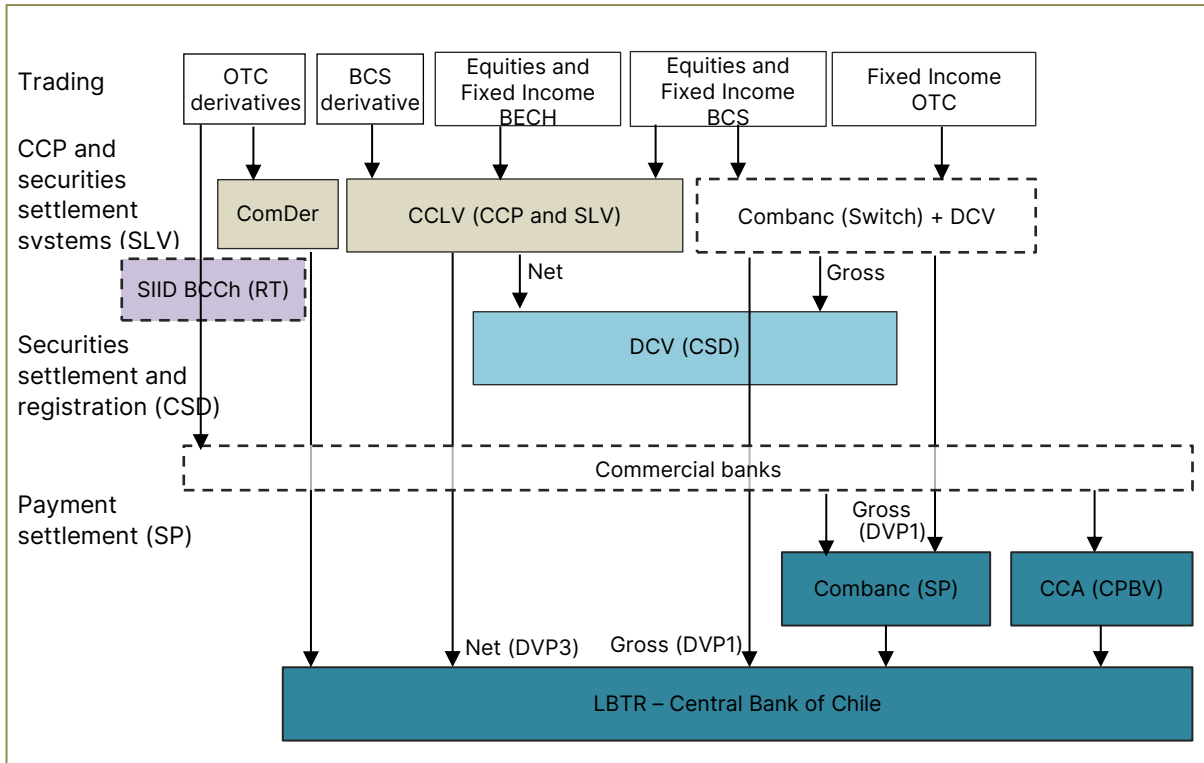 Trading
OTC
derivatives
BCS
derivative
Equities and
Fixed Income
BECH
Equities and
Fixed Income
BCS
Fixed Income
OTC
CCP and
securities
settlement
systems (SLV)
ComDer
CCLV (CCP and SLV)
Combanc (Switch) + DCV
Net
Gross
SIID BCCh (RT)
Securities
settlement and
registration (CSD)
DCV (CSD)
Commercial banks
Payment
settlement (SP)
Gross
(DVP1)
Combanc (SP)
CCA (CPBV)
Net (DVP3)
Gross (DVP1)
LBTR – Central Bank of Chile